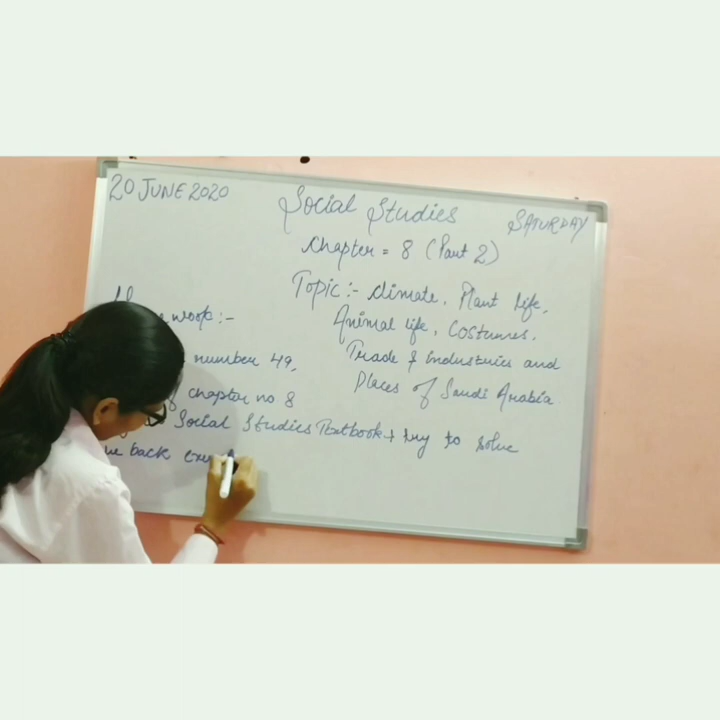 20 JUNE 2020
Social Studies
SATURDAY
Chapter = 8 (Part 2)
Topic :- Climate, Plant life,
Animal life, Costumes,
Trade & industries and
Places of Saudi Arabia
work:-
number 49,
chapter no 8
Social Studies Textbook & try to solve
back